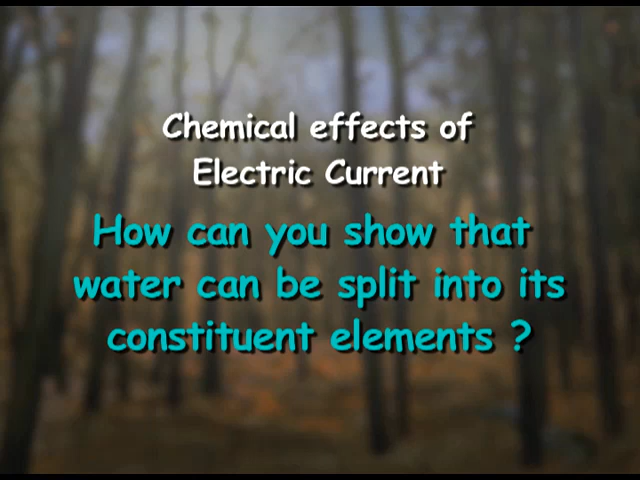 Chemical effects of
Electric Current
How can you show that
water can be split into its
constituent elements ?